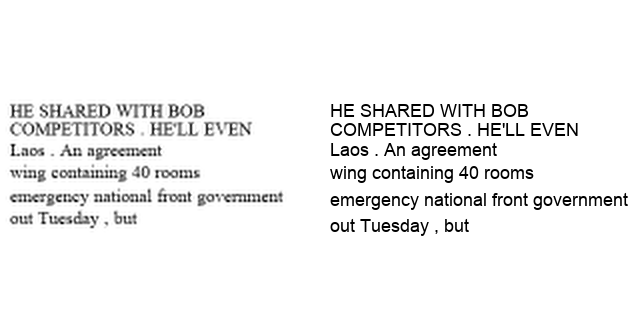 HE SHARED WITH BOB
COMPETITORS . HE'LL EVEN
Laos . An agreement
wing containing 40 rooms
emergency national front government
out Tuesday , but
HE SHARED WITH BOB
COMPETITORS . HE'LL EVEN
Laos . An agreement
wing containing 40 rooms
emergency national front government
out Tuesday , but